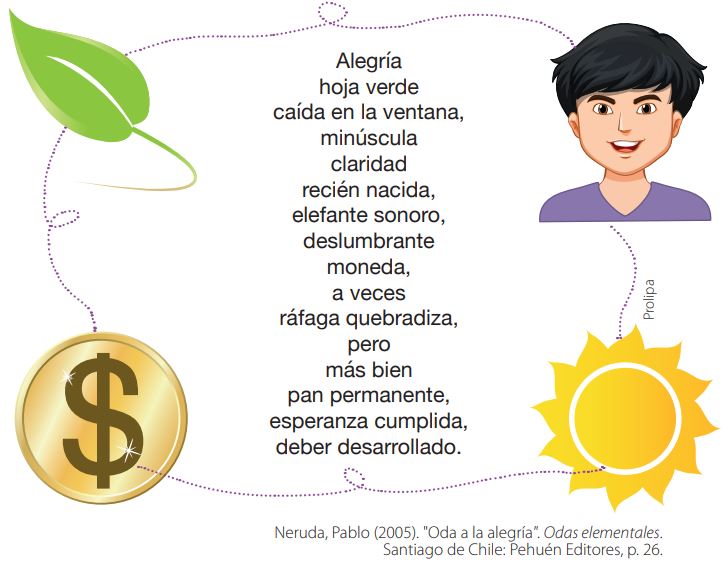 Alegría
hoja verde
caída en la ventana,
minúscula
claridad
recién nacida,
elefante sonoro,
deslumbrante
moneda,
a veces
ráfaga quebradiza,
pero
más bien
pan permanente,
esperanza cumplida,
deber desarrollado.
$
Prolipa
Neruda, Pablo (2005). "Oda a la alegría". Odas elementales.
Santiago de Chile: Pehuén Editores, p. 26.